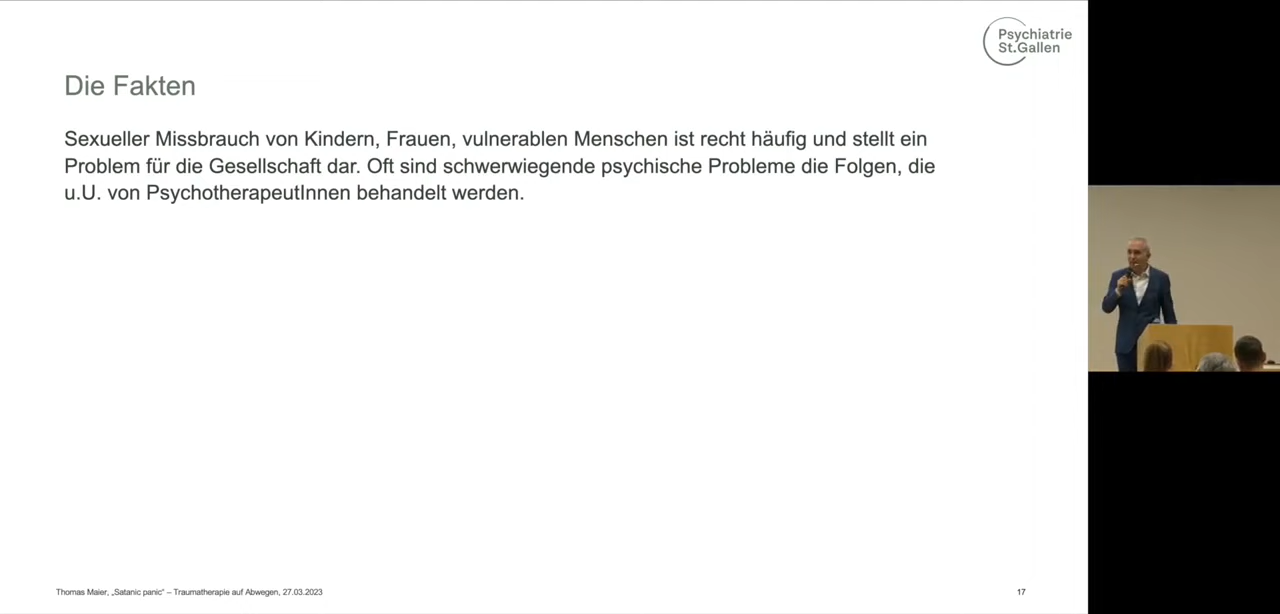 Psychiatrie
St.Gallen
Die Fakten
Sexueller Missbrauch von Kindern, Frauen, vulnerablen Menschen ist recht häufig und stellt ein
Problem für die Gesellschaft dar. Oft sind schwerwiegende psychische Probleme die Folgen, die
u.U. von PsychotherapeutInnen behandelt werden.
Thomas Maier, „Satanic panic“ – Traumatherapie auf Abwegen, 27.03.2023
17